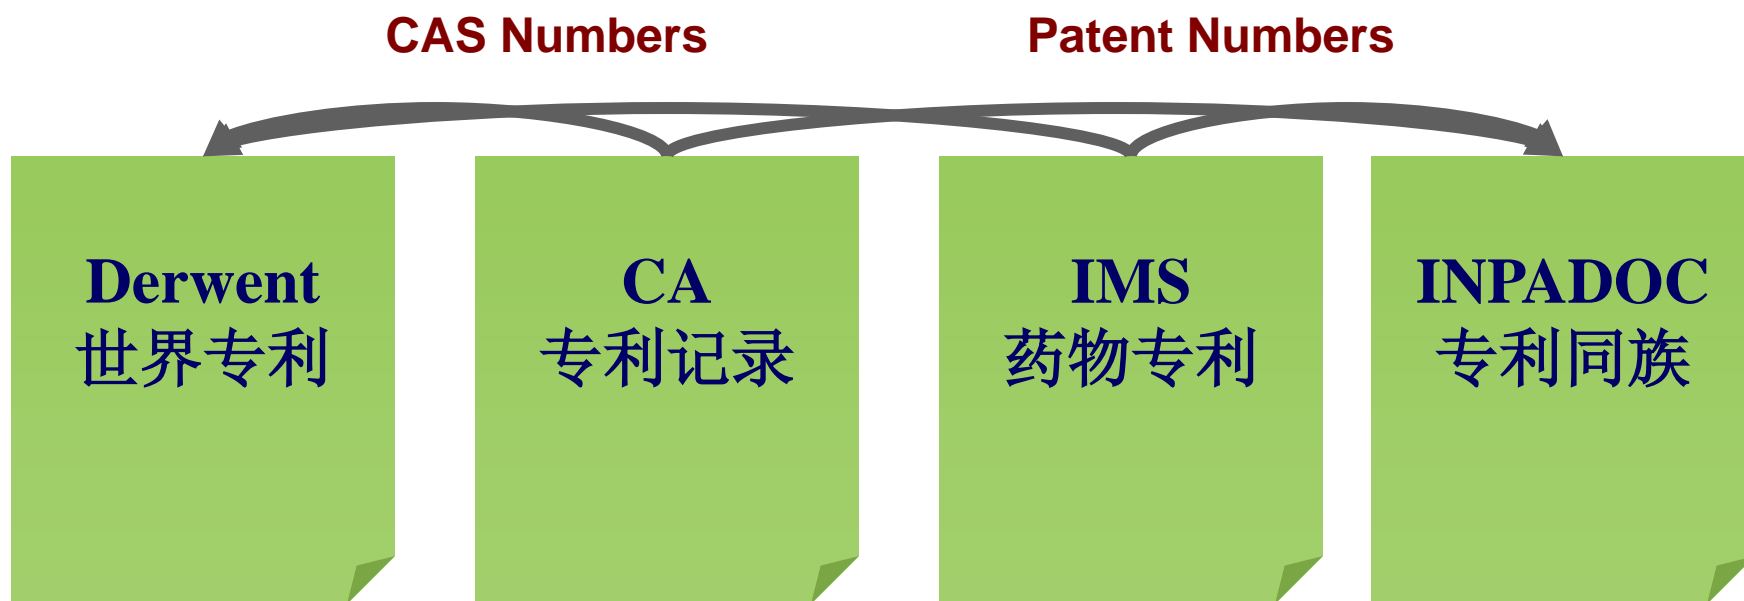 CAS Numbers
Patent Numbers
Derwent
世界专利
CA
专利记录
IMS
药物专利
INPADOC
专利同族